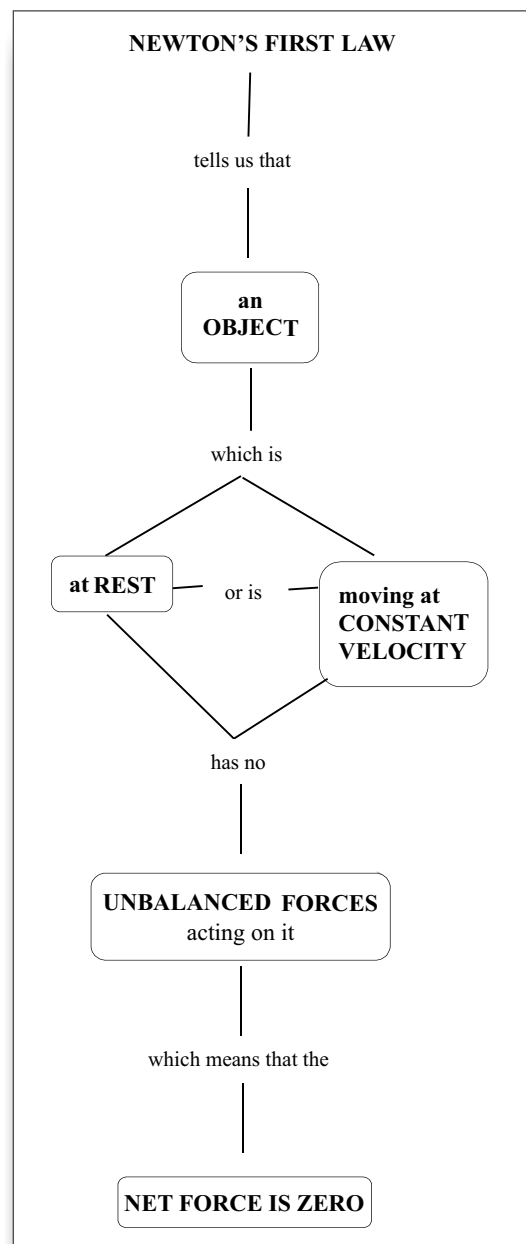 NEWTON’S FIRST LAW
tells us that
an
OBJECT
which is
at REST
or is
moving at
CONSTANT
VELOCITY
has no
UNBALANCED FORCES
acting on it
which means that the
NET FORCE IS ZERO